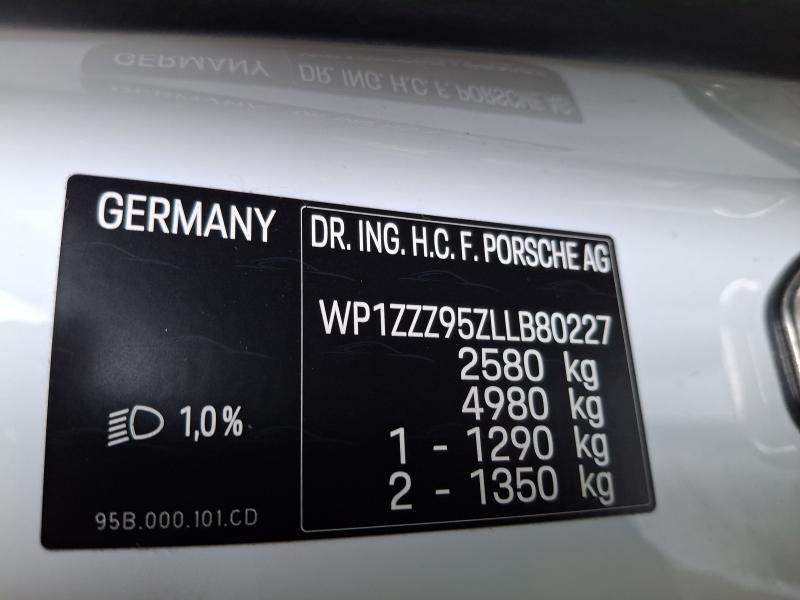 GERMANY
DR. ING. H.C. F. PORSCHE AG
WP1ZZZ95ZLLB80227
2580 kg
4980 kg
1 - 1290 kg
2 - 1350 kg
1,0%
95B.000.101.CD